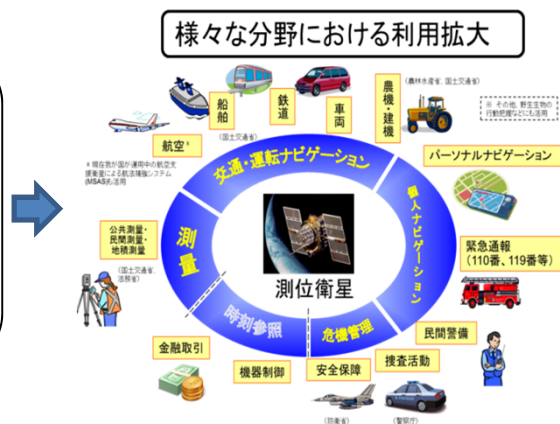 様々な分野における利用拡大
船舶
鉄道
車両
農機・建機
(農林水産省、国土交通省)
※ その他、野生生物の
行動把握などにも活用
航空※
(国土交通省)
※現在我が国が運用中の航空支
援衛星による航法補強システム
(MSAS)も活用
交通・運転ナビゲーション
パーソナルナビゲーション
個人ナビゲーション
公共測量・
民間測量・
地積測量
(国土交通省、
法務省)
測量
測位衛星
緊急通報
(110番、119番等)
時刻参照
危機管理
民間警備
金融取引
機器制御
安全保障
捜査活動
(防衛省)
(警察庁)